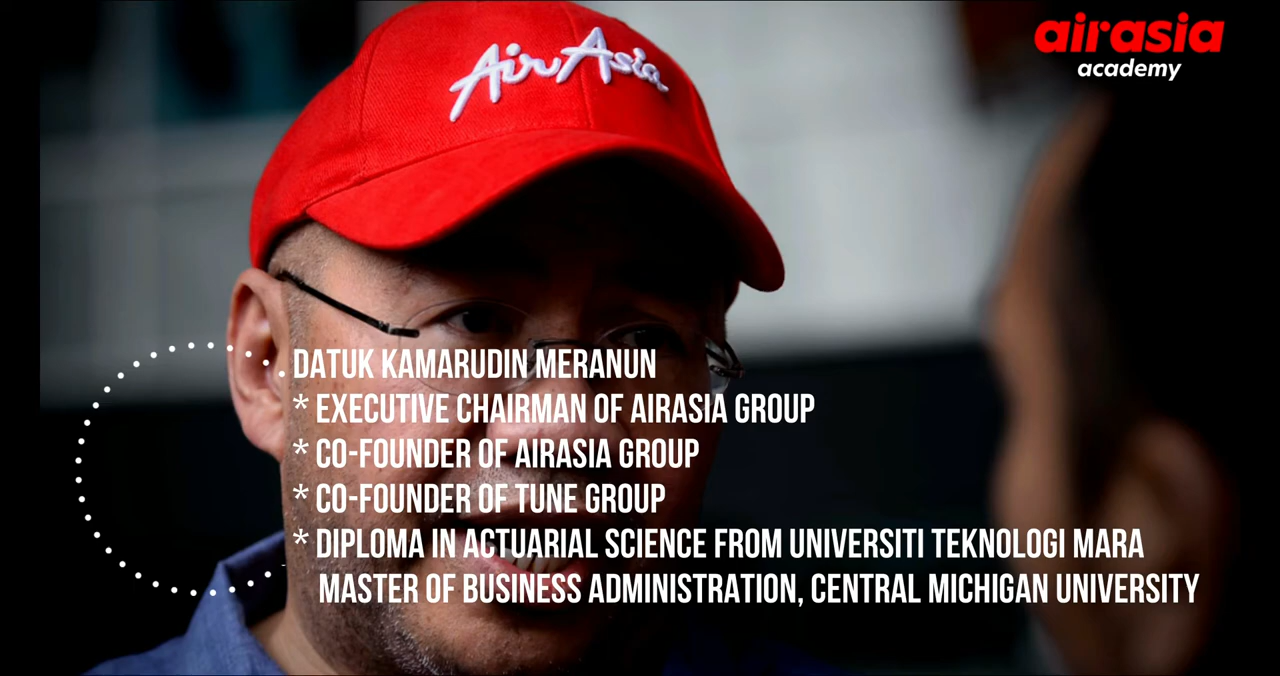 AirAsia
airasia
academy
DATUK KAMARUDIN MERANUN
* EXECUTIVE CHAIRMAN OF AIRASIA GROUP
* CO-FOUNDER OF AIRASIA GROUP
* CO-FOUNDER OF TUNE GROUP
* DIPLOMA IN ACTUARIAL SCIENCE FROM UNIVERSITI TEKNOLOGI MARA
MASTER OF BUSINESS ADMINISTRATION, CENTRAL MICHIGAN UNIVERSITY